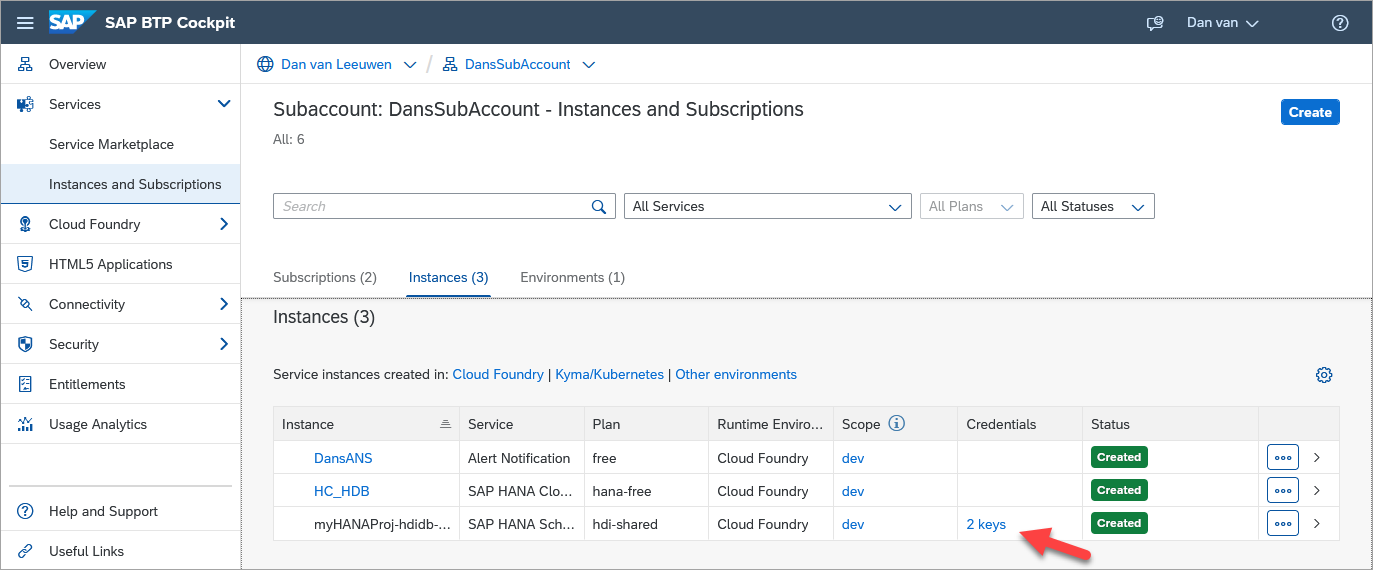 SAP SAP BTP Cockpit Dan van
Overview
Services
Service Marketplace
Instances and Subscriptions
Cloud Foundry
HTML5 Applications
Connectivity
Security
Entitlements
Usage Analytics
Help and Support
Useful Links
Dan van Leeuwen / DansSubAccount
Subaccount: DansSubAccount - Instances and Subscriptions Create
All: 6
Search All Services All Plans All Statuses
Subscriptions (2) Instances (3) Environments (1)
Instances (3)
Service instances created in: Cloud Foundry | Kyma/Kubernetes | Other environments
Instance Service Plan Runtime Enviro... Scope Credentials Status
DansANS Alert Notification free Cloud Foundry dev Created
HC_HDB SAP HANA Clo... hana-free Cloud Foundry dev Created
myHANAProj-hdidb-... SAP HANA Sch... hdi-shared Cloud Foundry dev 2 keys Created